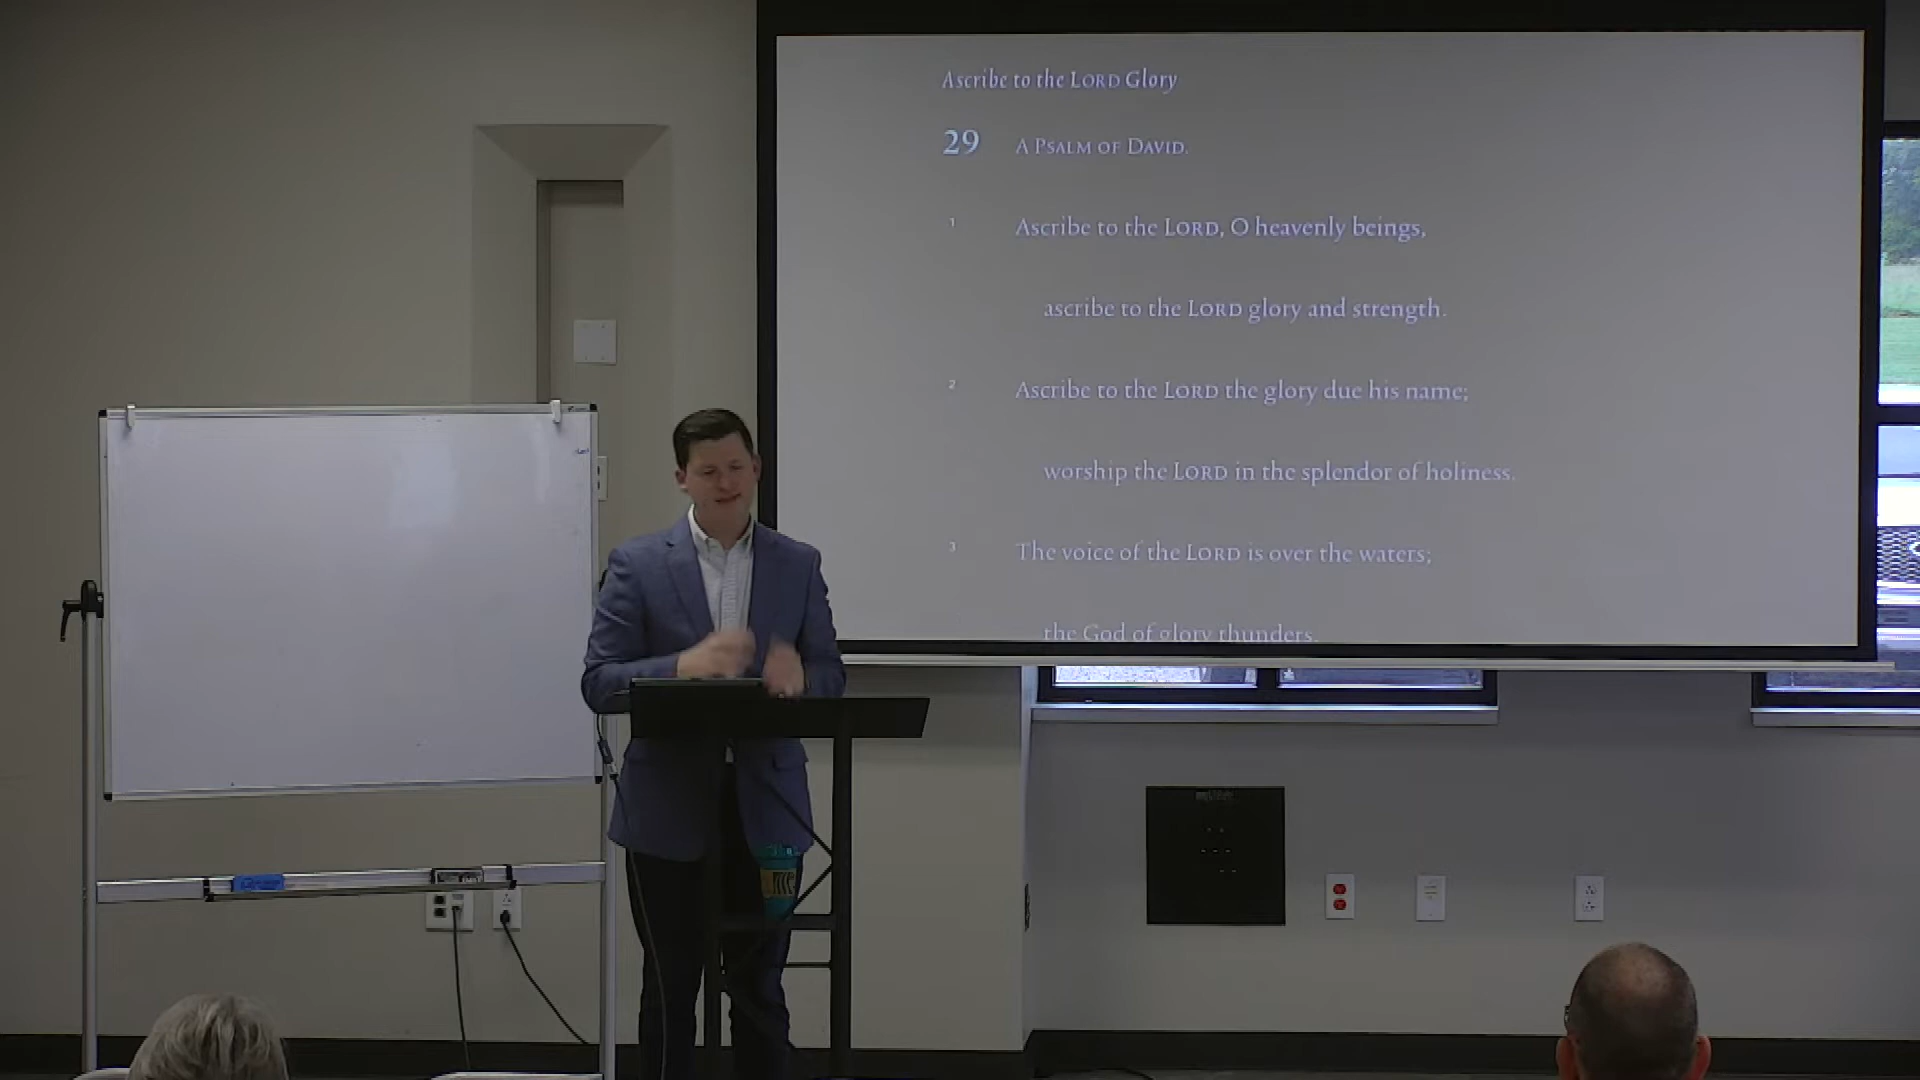 Ascribe to the LORD Glory
29 A PSALM OF DAVID.
1 Ascribe to the LORD, O heavenly beings,
ascribe to the LORD glory and strength.
2 Ascribe to the LORD the glory due his name;
worship the LORD in the splendor of holiness.
3 The voice of the LORD is over the waters;
the God of glory thunders,